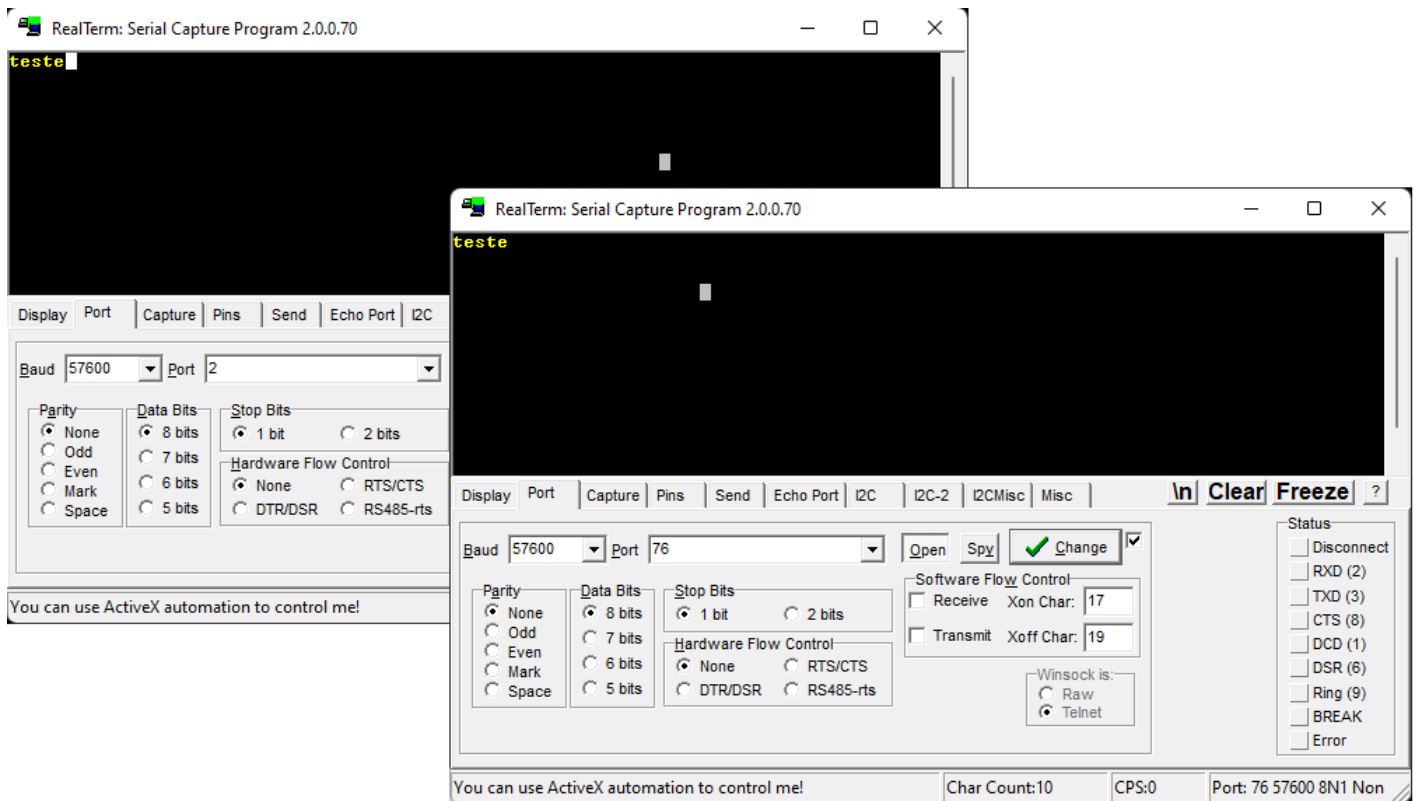 RealTerm: Serial Capture Program 2.0.0.70
teste
Display Port Capture Pins Send Echo Port I2C
Baud 57600 Port 2
Parity Data Bits Stop Bits
None 8 bits 1 bit 2 bits
Odd 7 bits Hardware Flow Control
Even 6 bits None RTS/CTS
Mark 5 bits DTR/DSR RS485-rts
Space
You can use ActiveX automation to control me!
RealTerm: Serial Capture Program 2.0.0.70
teste
Display Port Capture Pins Send Echo Port I2C I2C-2 I2CMisc Misc \n Clear Freeze ?
Baud 57600 Port 76 Open Spy Change
Parity Data Bits Stop Bits
None 8 bits 1 bit 2 bits
Odd 7 bits Hardware Flow Control
Even 6 bits None RTS/CTS
Mark 5 bits DTR/DSR RS485-rts
Space
Software Flow Control
Receive Xon Char: 17
Transmit Xoff Char: 19
Winsock is:
Raw
Telnet
Status
Disconnect
RXD (2)
TXD (3)
CTS (8)
DCD (1)
DSR (6)
Ring (9)
BREAK
Error
You can use ActiveX automation to control me! Char Count:10 CPS:0 Port: 76 57600 8N1 Non